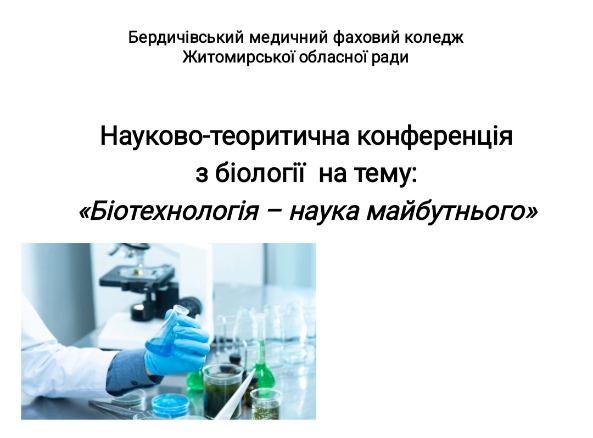 Бердичівський медичний фаховий коледж
Житомирської обласної ради
Науково-теоритична конференція
з біології на тему:
«Біотехнологія – наука майбутнього»